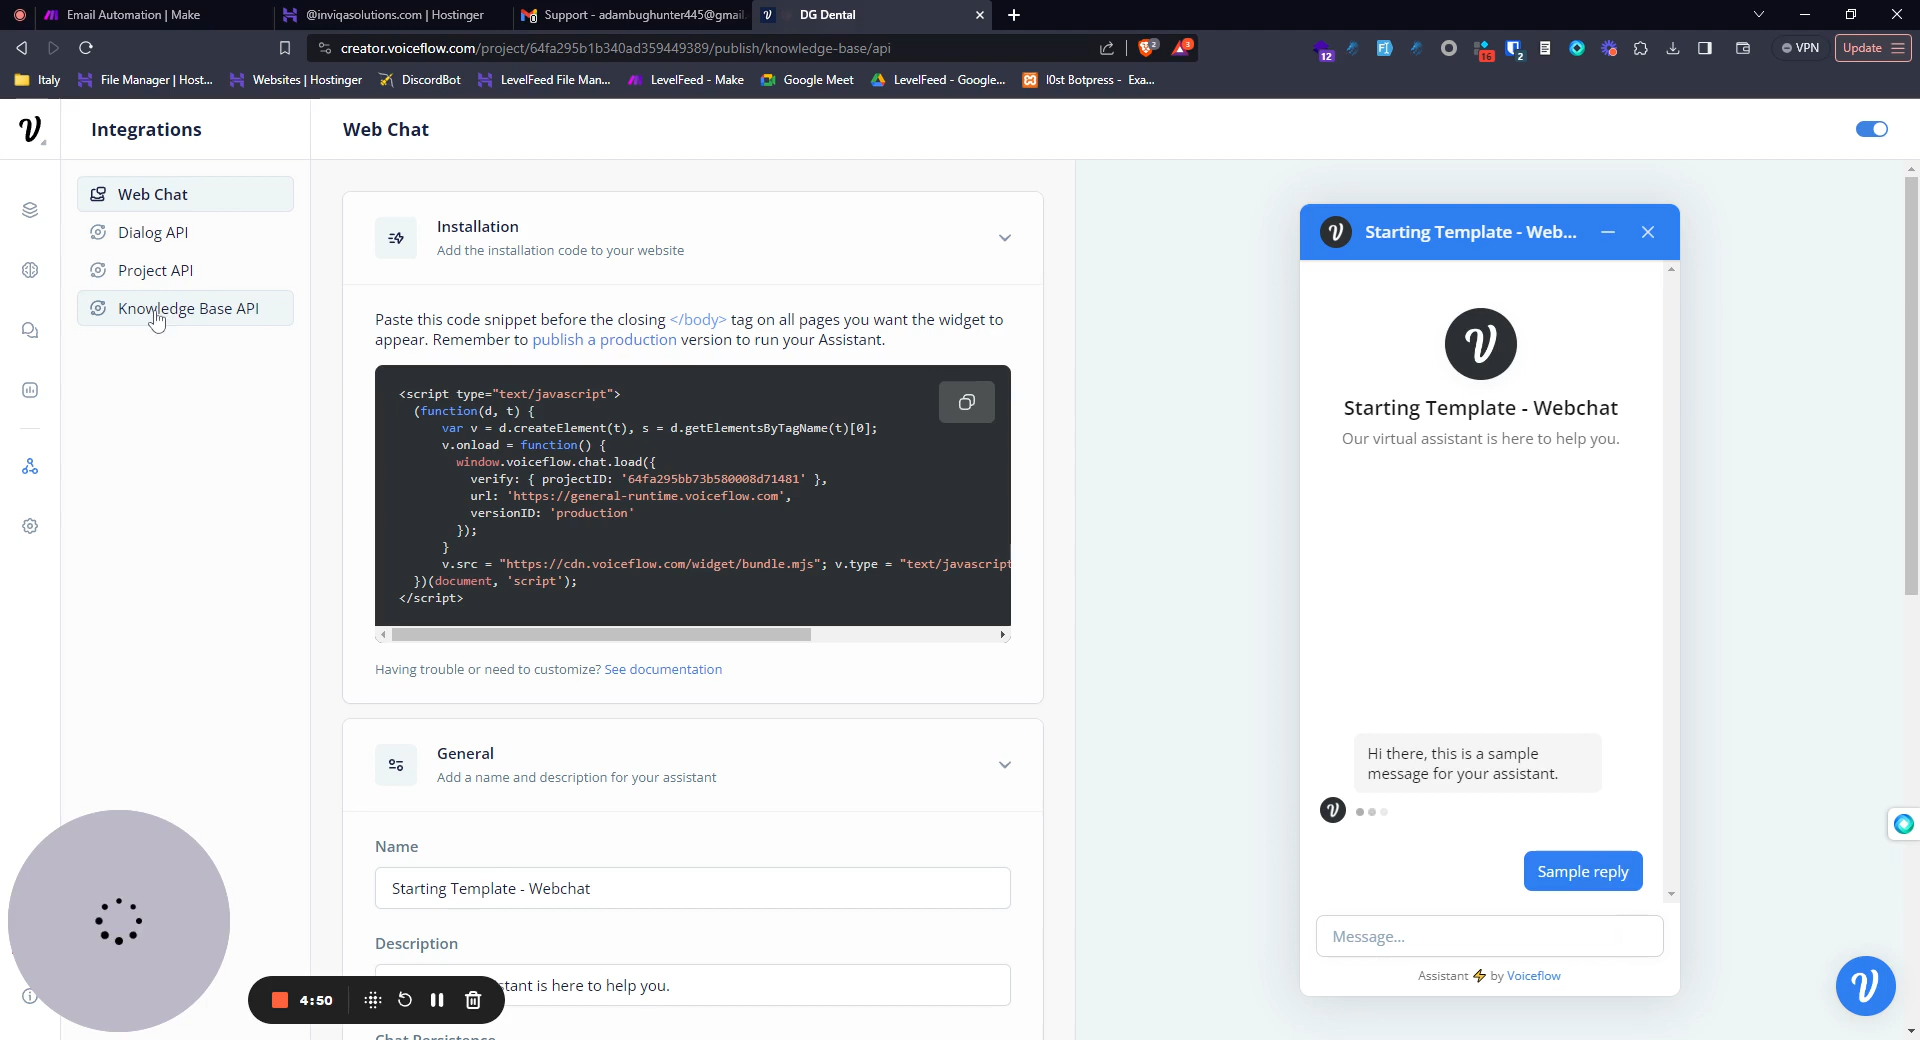 Email Automation | Make
@inviqasolutions.com | Hostinger
Support - adambughunter445@gmail.
DG Dental
creator.voiceflow.com/project/64fa295b1b340ad359449389/publish/knowledge-base/api
2
3
12
16
2
VPN
Update
Italy
File Manager | Host...
Websites | Hostinger
DiscordBot
LevelFeed File Man...
LevelFeed - Make
Google Meet
LevelFeed - Google...
l0st Botpress - Exa...
Integrations
Web Chat
Web Chat
Dialog API
Project API
Knowledge Base API
Installation
Add the installation code to your website
Paste this code snippet before the closing </body> tag on all pages you want the widget to
appear. Remember to publish a production version to run your Assistant.
<script type="text/javascript">
(function(d, t) {
var v = d.createElement(t), s = d.getElementsByTagName(t)[0];
v.onload = function() {
window.voiceflow.chat.load({
verify: { projectID: '64fa295bb73b580008d71481' },
url: 'https://general-runtime.voiceflow.com',
versionID: 'production'
});
}
v.src = "https://cdn.voiceflow.com/widget/bundle.mjs"; v.type = "text/javascript
})(document, 'script');
</script>
Having trouble or need to customize? See documentation
General
Add a name and description for your assistant
Name
Starting Template - Webchat
Description
stant is here to help you.
Chat Persistence
4:50
Starting Template - Web...
Starting Template - Webchat
Our virtual assistant is here to help you.
Hi there, this is a sample
message for your assistant.
Sample reply
Message...
Assistant ⚡ by Voiceflow